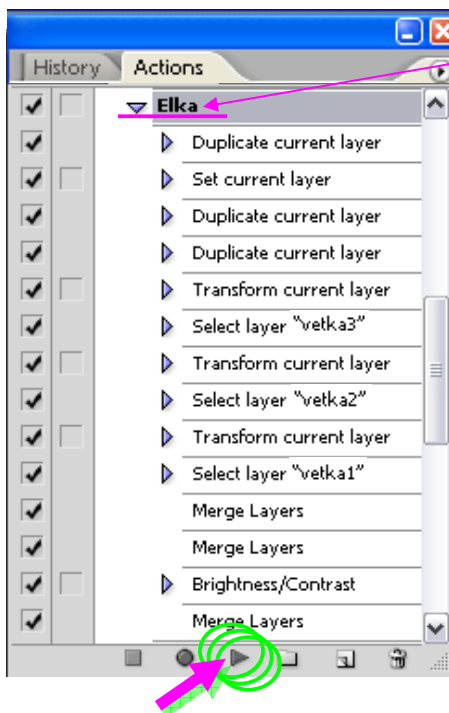 History Actions
Elka
Duplicate current layer
Set current layer
Duplicate current layer
Duplicate current layer
Transform current layer
Select layer "vetka3"
Transform current layer
Select layer "vetka2"
Transform current layer
Select layer "vetka1"
Merge Layers
Merge Layers
Brightness/Contrast
Merge Layers